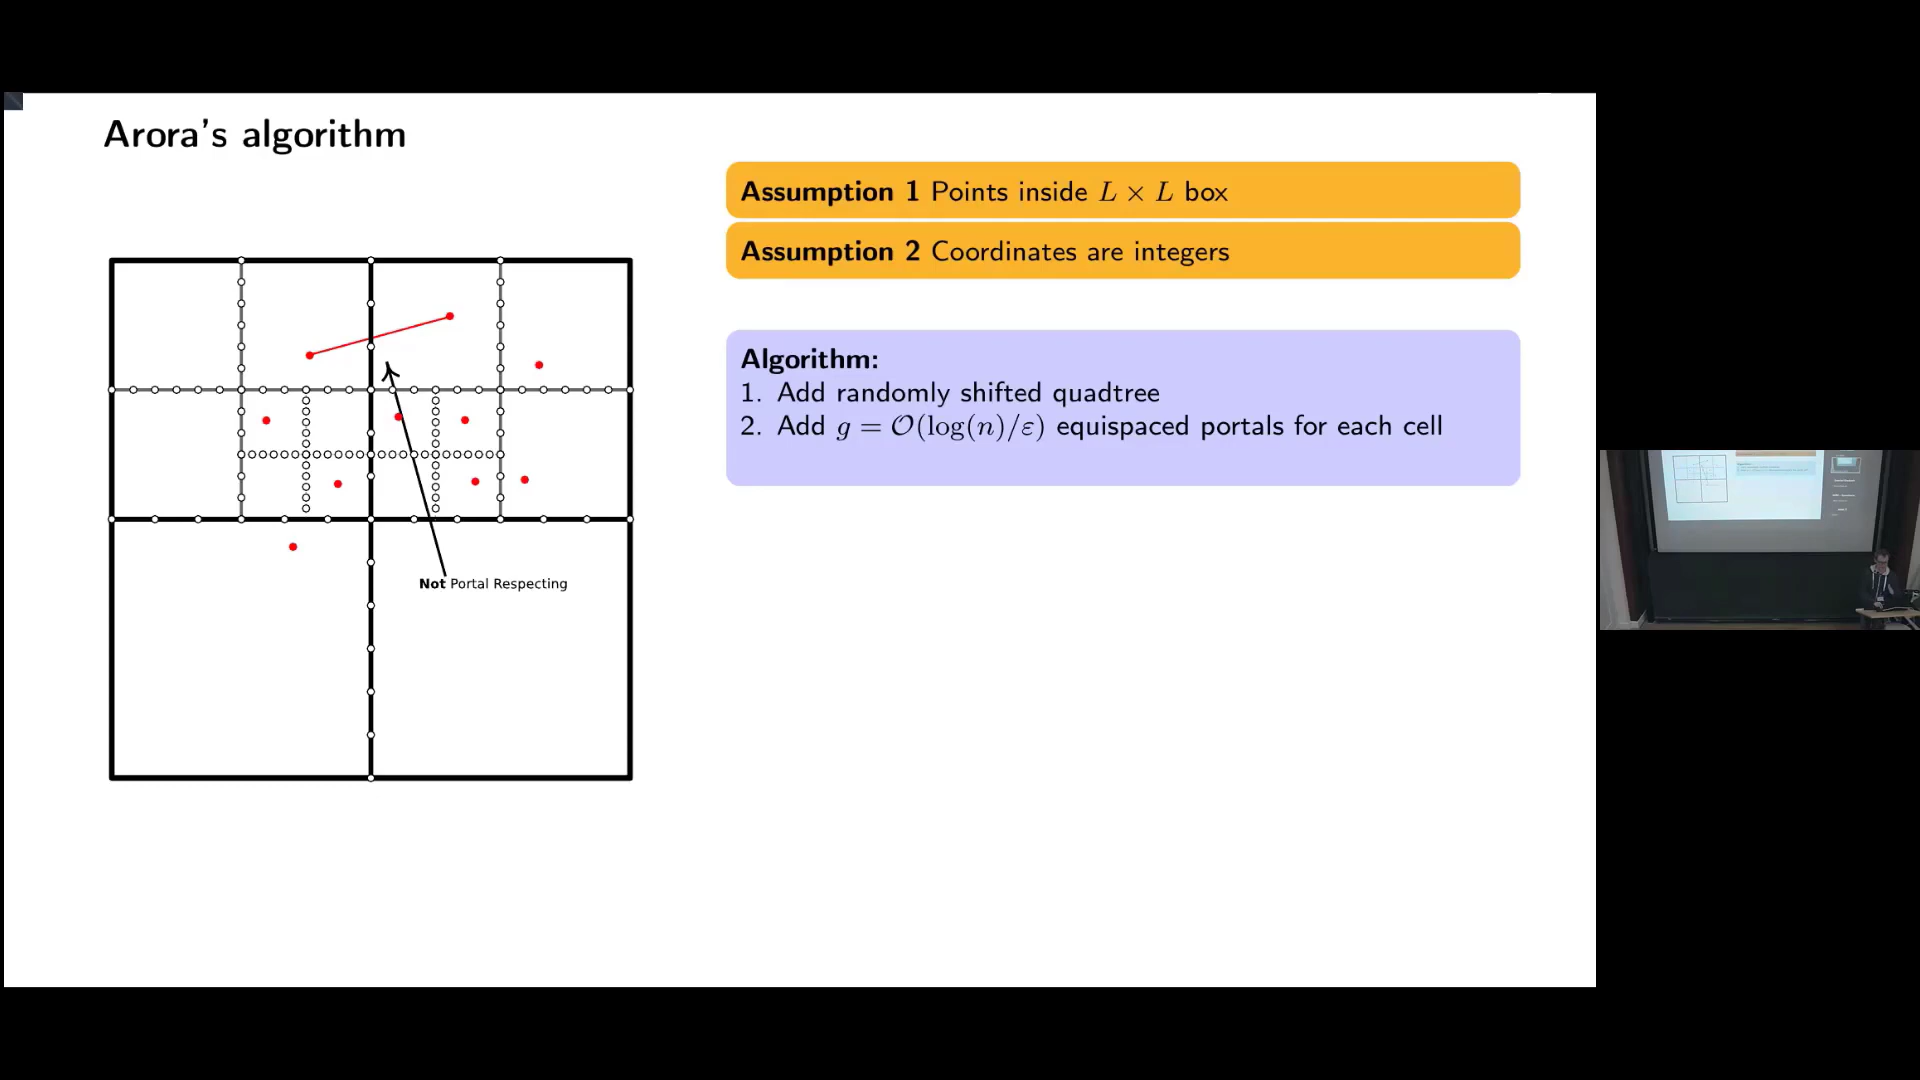 Arora's algorithm
Assumption 1 Points inside L × L box
Assumption 2 Coordinates are integers
Algorithm:
1. Add randomly shifted quadtree
2. Add g = 𝒪(log(n)/ε) equispaced portals for each cell
Not Portal Respecting